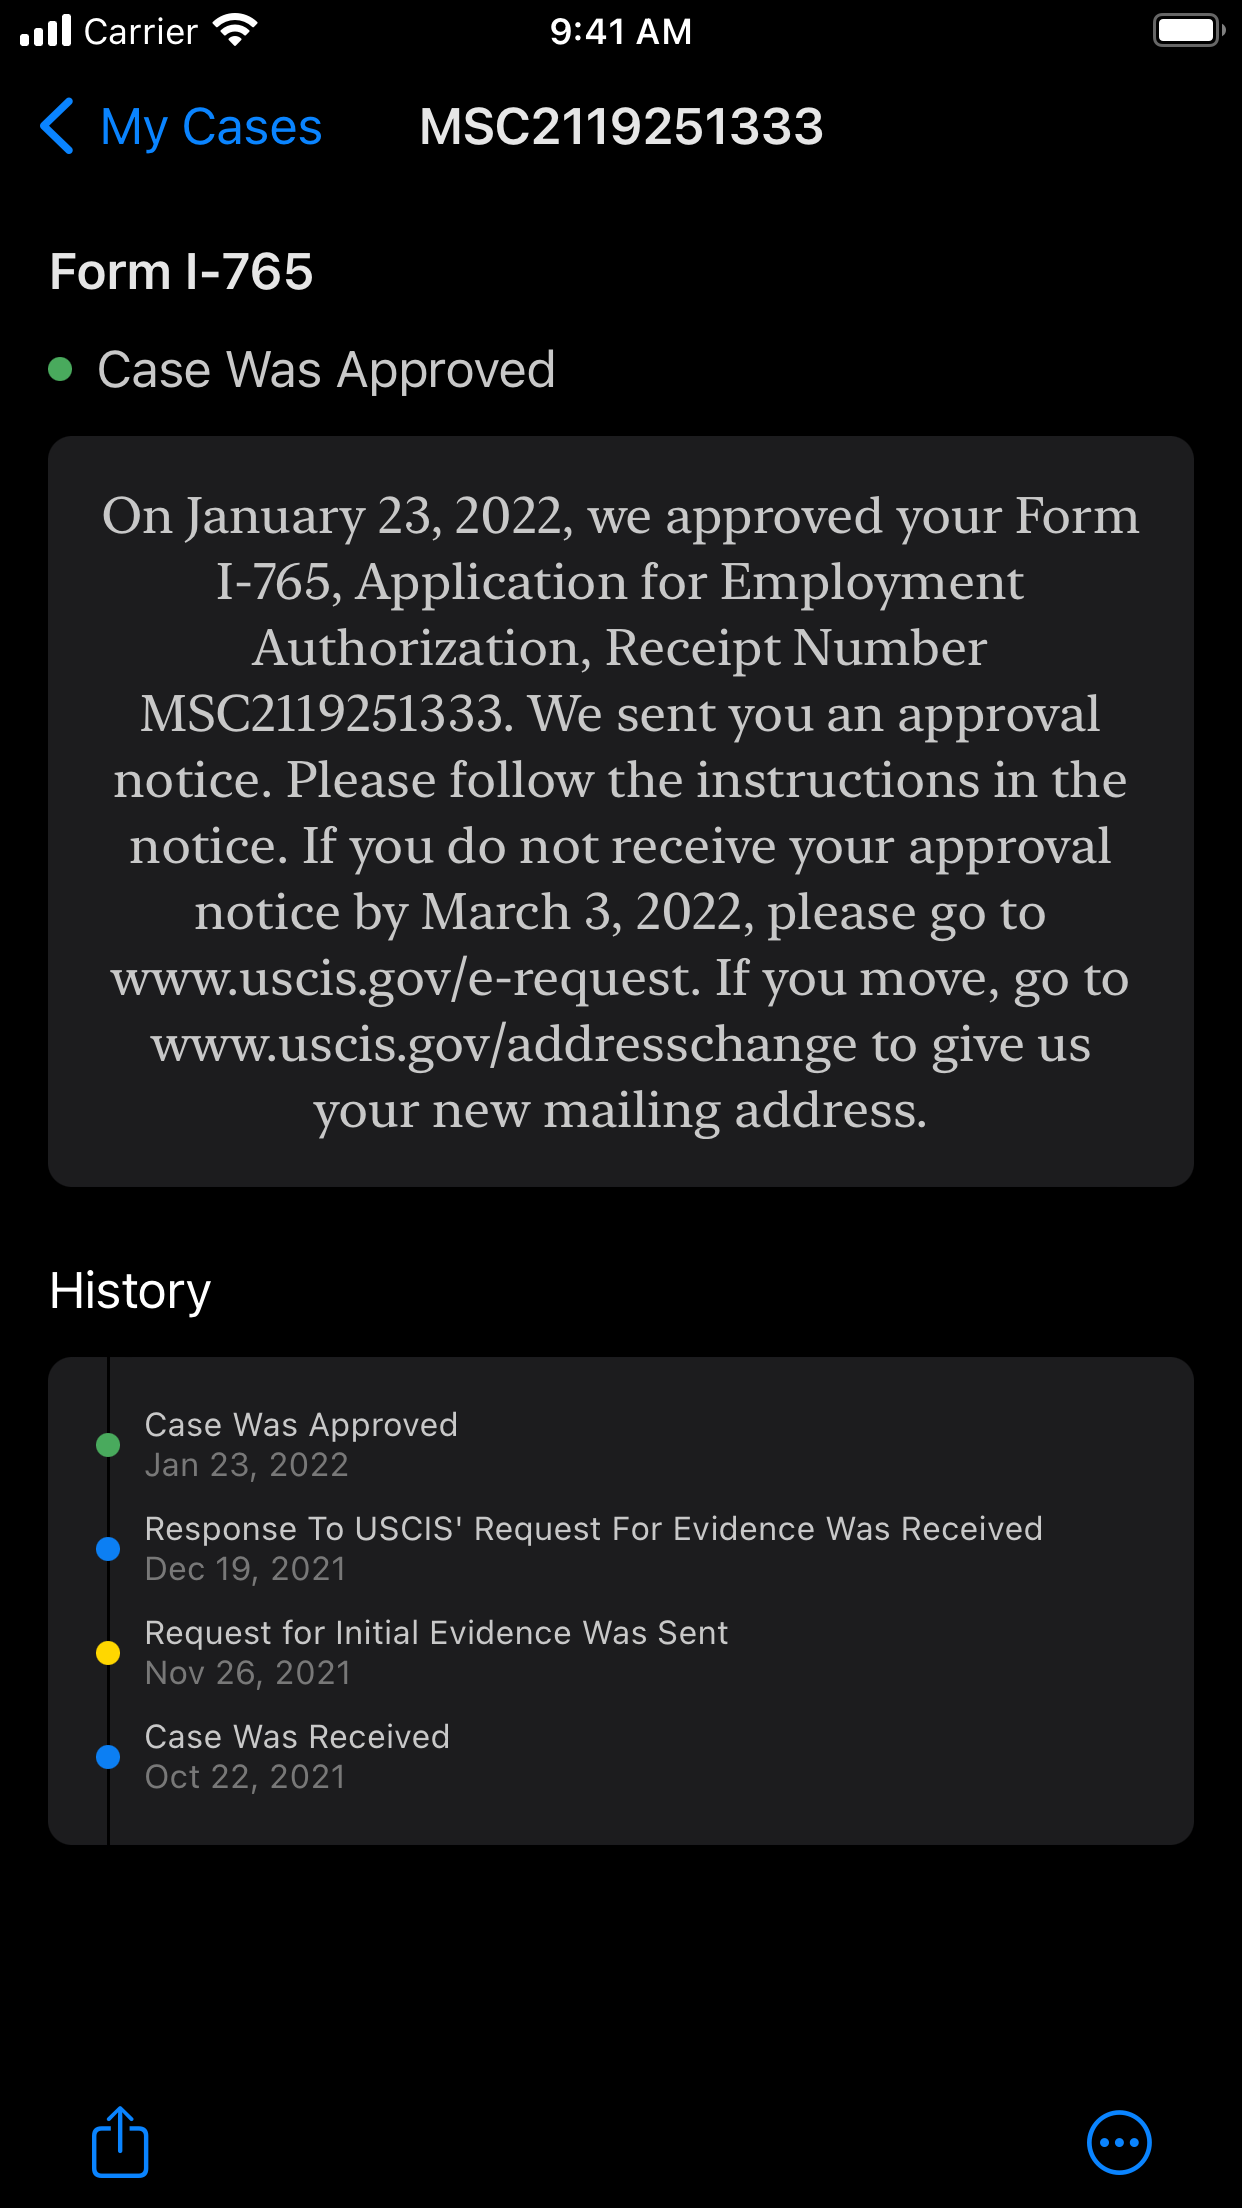 Carrier 9:41 AM
My Cases MSC2119251333
Form I-765
Case Was Approved
On January 23, 2022, we approved your Form
I-765, Application for Employment
Authorization, Receipt Number
MSC2119251333. We sent you an approval
notice. Please follow the instructions in the
notice. If you do not receive your approval
notice by March 3, 2022, please go to
www.uscis.gov/e-request. If you move, go to
www.uscis.gov/addresschange to give us
your new mailing address.
History
Case Was Approved
Jan 23, 2022
Response To USCIS' Request For Evidence Was Received
Dec 19, 2021
Request for Initial Evidence Was Sent
Nov 26, 2021
Case Was Received
Oct 22, 2021